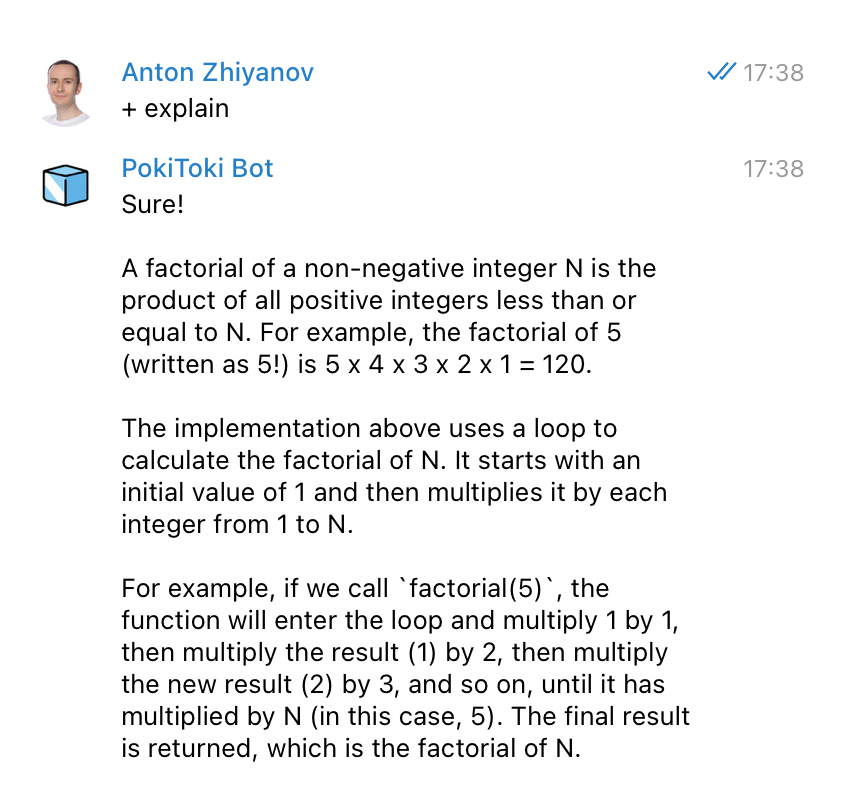 Anton Zhiyanov 17:38
+ explain
PokiToki Bot 17:38
Sure!
A factorial of a non-negative integer N is the
product of all positive integers less than or
equal to N. For example, the factorial of 5
(written as 5!) is 5 x 4 x 3 x 2 x 1 = 120.
The implementation above uses a loop to
calculate the factorial of N. It starts with an
initial value of 1 and then multiplies it by each
integer from 1 to N.
For example, if we call `factorial(5)`, the
function will enter the loop and multiply 1 by 1,
then multiply the result (1) by 2, then multiply
the new result (2) by 3, and so on, until it has
multiplied by N (in this case, 5). The final result
is returned, which is the factorial of N.